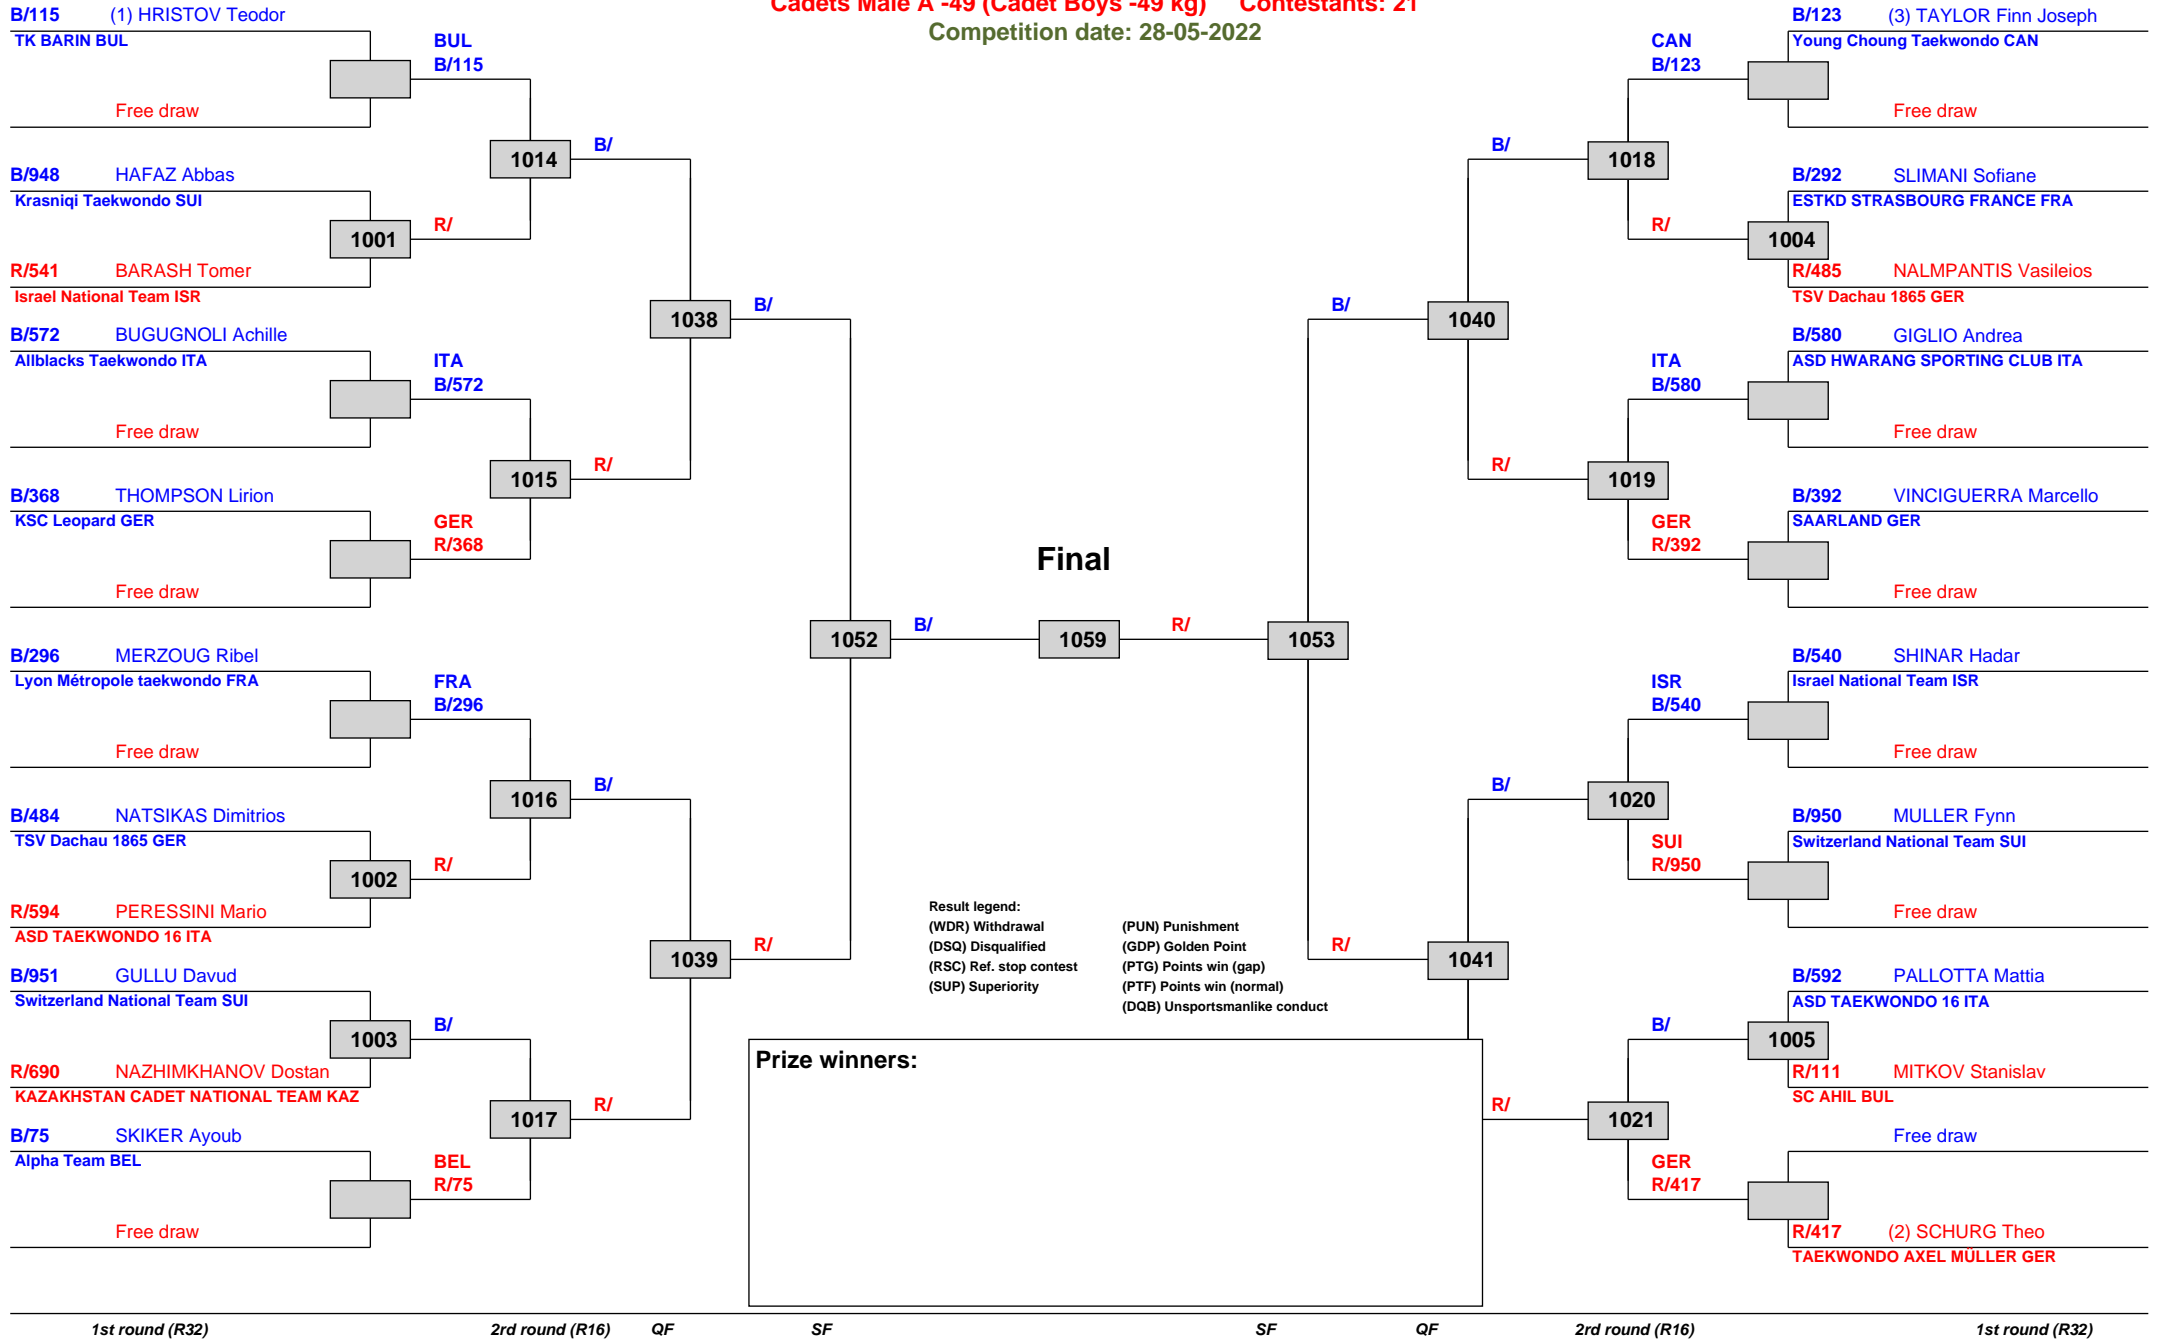 Cadets Male A -49 (Cadet Boys -49 kg) Contestants: 21
Competition date: 28-05-2022
B/115 (1) HRISTOV Teodor
TK BARIN BUL
Free draw
BUL
B/115
B/948 HAFAZ Abbas
Krasniqi Taekwondo SUI
1001
R/
R/541 BARASH Tomer
Israel National Team ISR
1014
B/
B/572 BUGUGNOLI Achille
Allblacks Taekwondo ITA
Free draw
ITA
B/572
B/368 THOMPSON Lirion
KSC Leopard GER
Free draw
GER
R/368
1015
R/
1038
B/
B/296 MERZOUG Ribel
Lyon Métropole taekwondo FRA
Free draw
FRA
B/296
B/484 NATSIKAS Dimitrios
TSV Dachau 1865 GER
1002
R/
R/594 PERESSINI Mario
ASD TAEKWONDO 16 ITA
1016
B/
B/951 GULLU Davud
Switzerland National Team SUI
1003
B/
R/690 NAZHIMKHANOV Dostan
KAZAKHSTAN CADET NATIONAL TEAM KAZ
B/75 SKIKER Ayoub
Alpha Team BEL
Free draw
BEL
R/75
1017
R/
1039
R/
1052
B/
Final
1059
R/
1053
B/
R/
1040
B/
R/
1041
B/
R/
B/123 (3) TAYLOR Finn Joseph
Young Choung Taekwondo CAN
Free draw
CAN
B/123
1018
B/292 SLIMANI Sofiane
ESTKD STRASBOURG FRANCE FRA
1004
R/
R/485 NALMPANTIS Vasileios
TSV Dachau 1865 GER
B/580 GIGLIO Andrea
ASD HWARANG SPORTING CLUB ITA
Free draw
ITA
B/580
1019
B/392 VINCIGUERRA Marcello
SAARLAND GER
Free draw
GER
R/392
B/540 SHINAR Hadar
Israel National Team ISR
Free draw
ISR
B/540
1020
B/950 MULLER Fynn
Switzerland National Team SUI
Free draw
SUI
R/950
B/592 PALLOTTA Mattia
ASD TAEKWONDO 16 ITA
1005
B/
R/111 MITKOV Stanislav
SC AHIL BUL
1021
Free draw
GER
R/417
R/417 (2) SCHURG Theo
TAEKWONDO AXEL MÜLLER GER
Result legend:
(WDR) Withdrawal
(DSQ) Disqualified
(RSC) Ref. stop contest
(SUP) Superiority
(PUN) Punishment
(GDP) Golden Point
(PTG) Points win (gap)
(PTF) Points win (normal)
(DQB) Unsportsmanlike conduct
Prize winners:
1st round (R32) 2rd round (R16) QF SF SF QF 2rd round (R16) 1st round (R32)